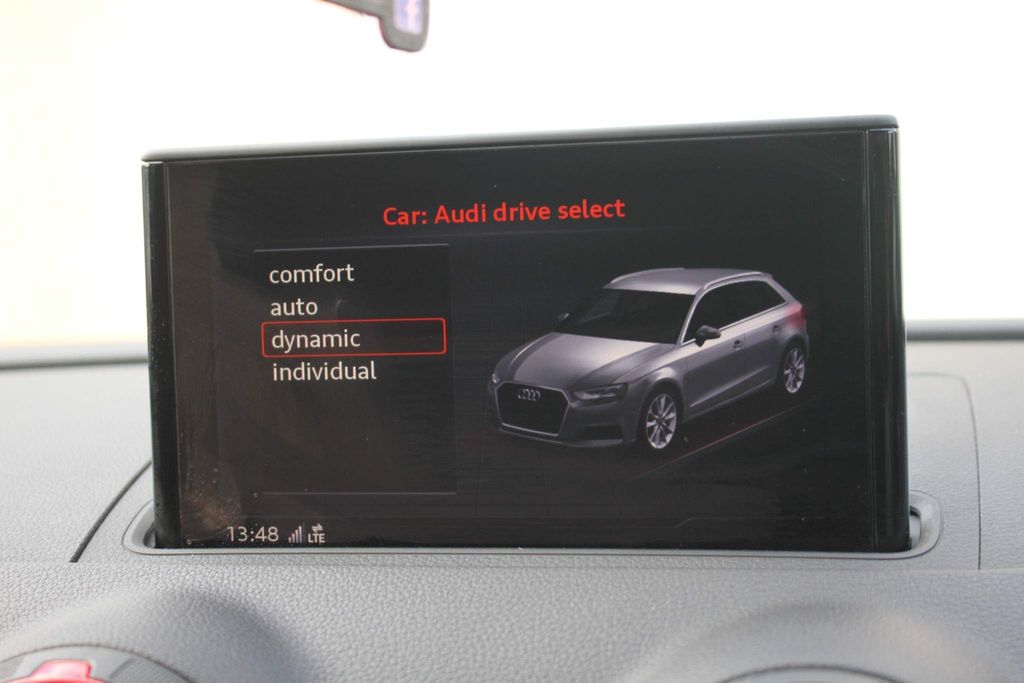 Car: Audi drive select
comfort
auto
dynamic
individual
13:48 LTE